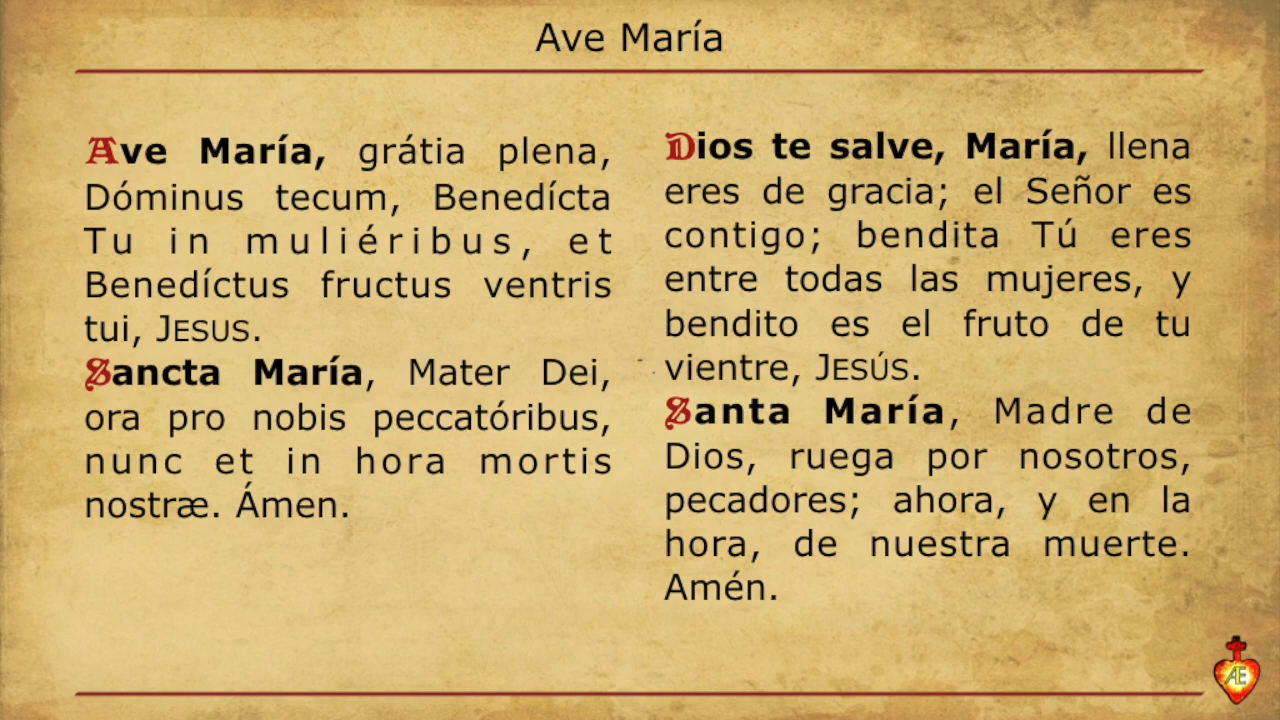 Ave María
Ave María, grátia plena,
Dóminus tecum, Benedícta
Tu in muliéribus, et
Benedíctus fructus ventris
tui, JESUS.
Sancta María, Mater Dei,
ora pro nobis peccatóribus,
nunc et in hora mortis
nostræ. Ámen.
Dios te salve, María, llena
eres de gracia; el Señor es
contigo; bendita Tú eres
entre todas las mujeres, y
bendito es el fruto de tu
vientre, JESÚS.
Santa María, Madre de
Dios, ruega por nosotros,
pecadores; ahora, y en la
hora, de nuestra muerte.
Amén.
Æ